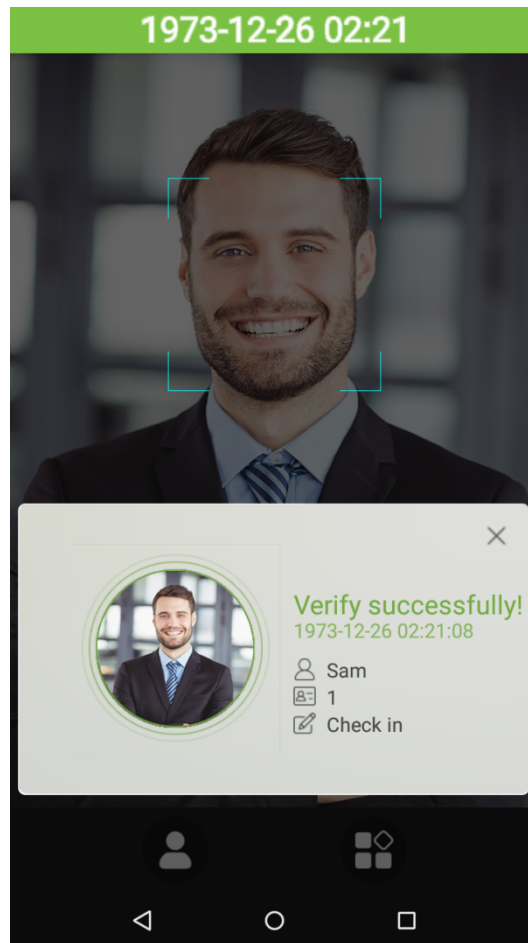 1973-12-26 02:21
Verify successfully!
1973-12-26 02:21:08
Sam
1
Check in